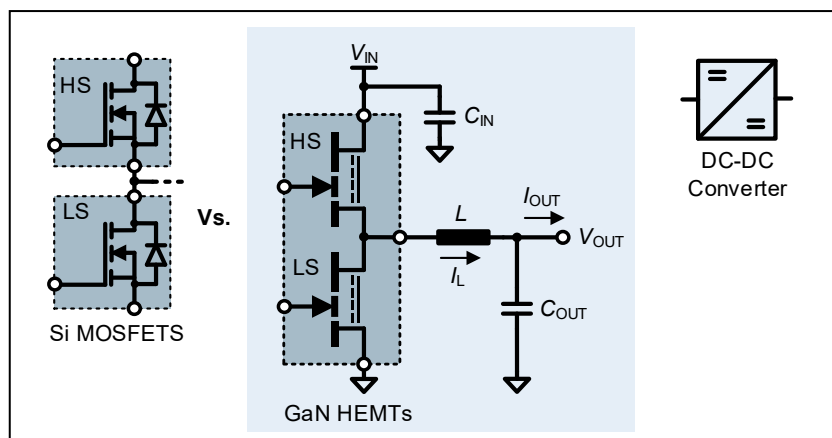 HS
LS
Si MOSFETS
Vs.
V_IN
C_IN
HS
LS
L
I_L
I_OUT
V_OUT
C_OUT
GaN HEMTs
DC-DC
Converter